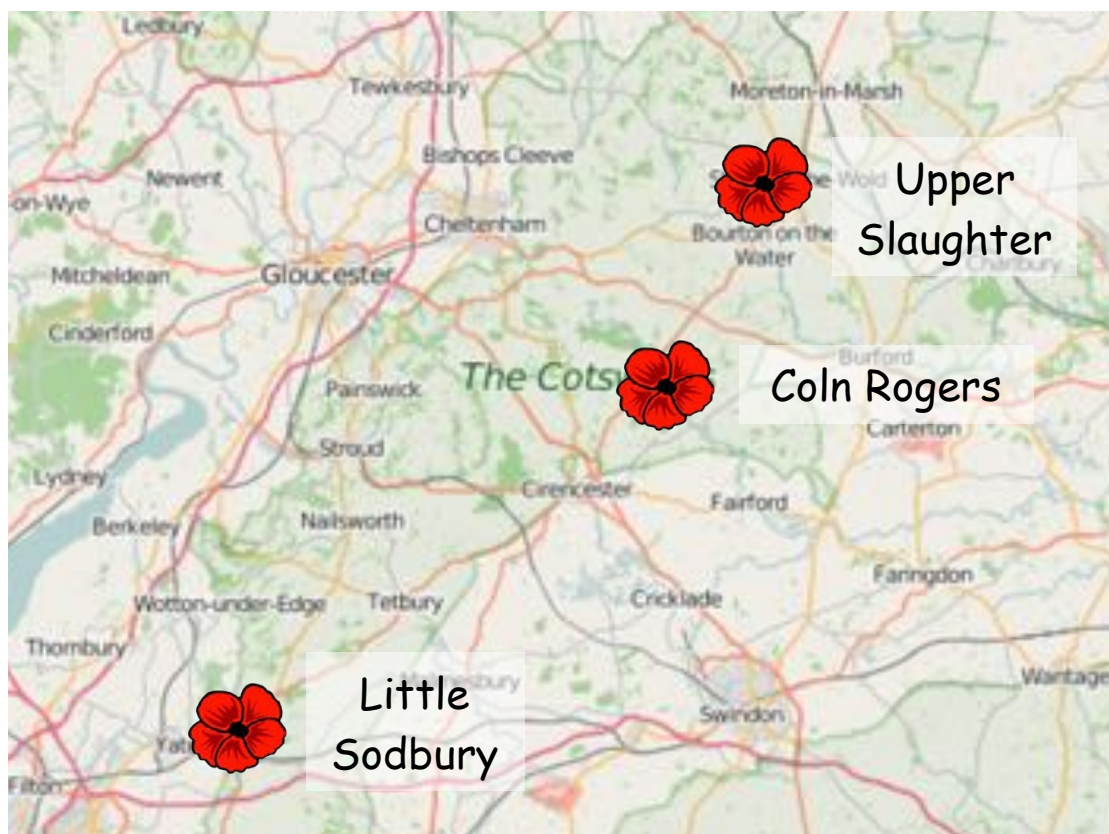 Ledbury
Tewkesbury
Moreton-in-Marsh
Bishops Cleeve
Newent
Upper
Slaughter
on-Wye
Cheltenham
Bourton on the
Water
Charlbury
Mitcheldean
Gloucester
Cinderford
Burford
The Cotsw
Coln Rogers
Painswick
Carterton
Stroud
Lydney
Cirencester
Fairford
Berkeley
Nailsworth
Faringdon
Wotton-under-Edge
Tetbury
Cricklade
Thornbury
Wantage
Little
Sodbury
Swindon
Filton